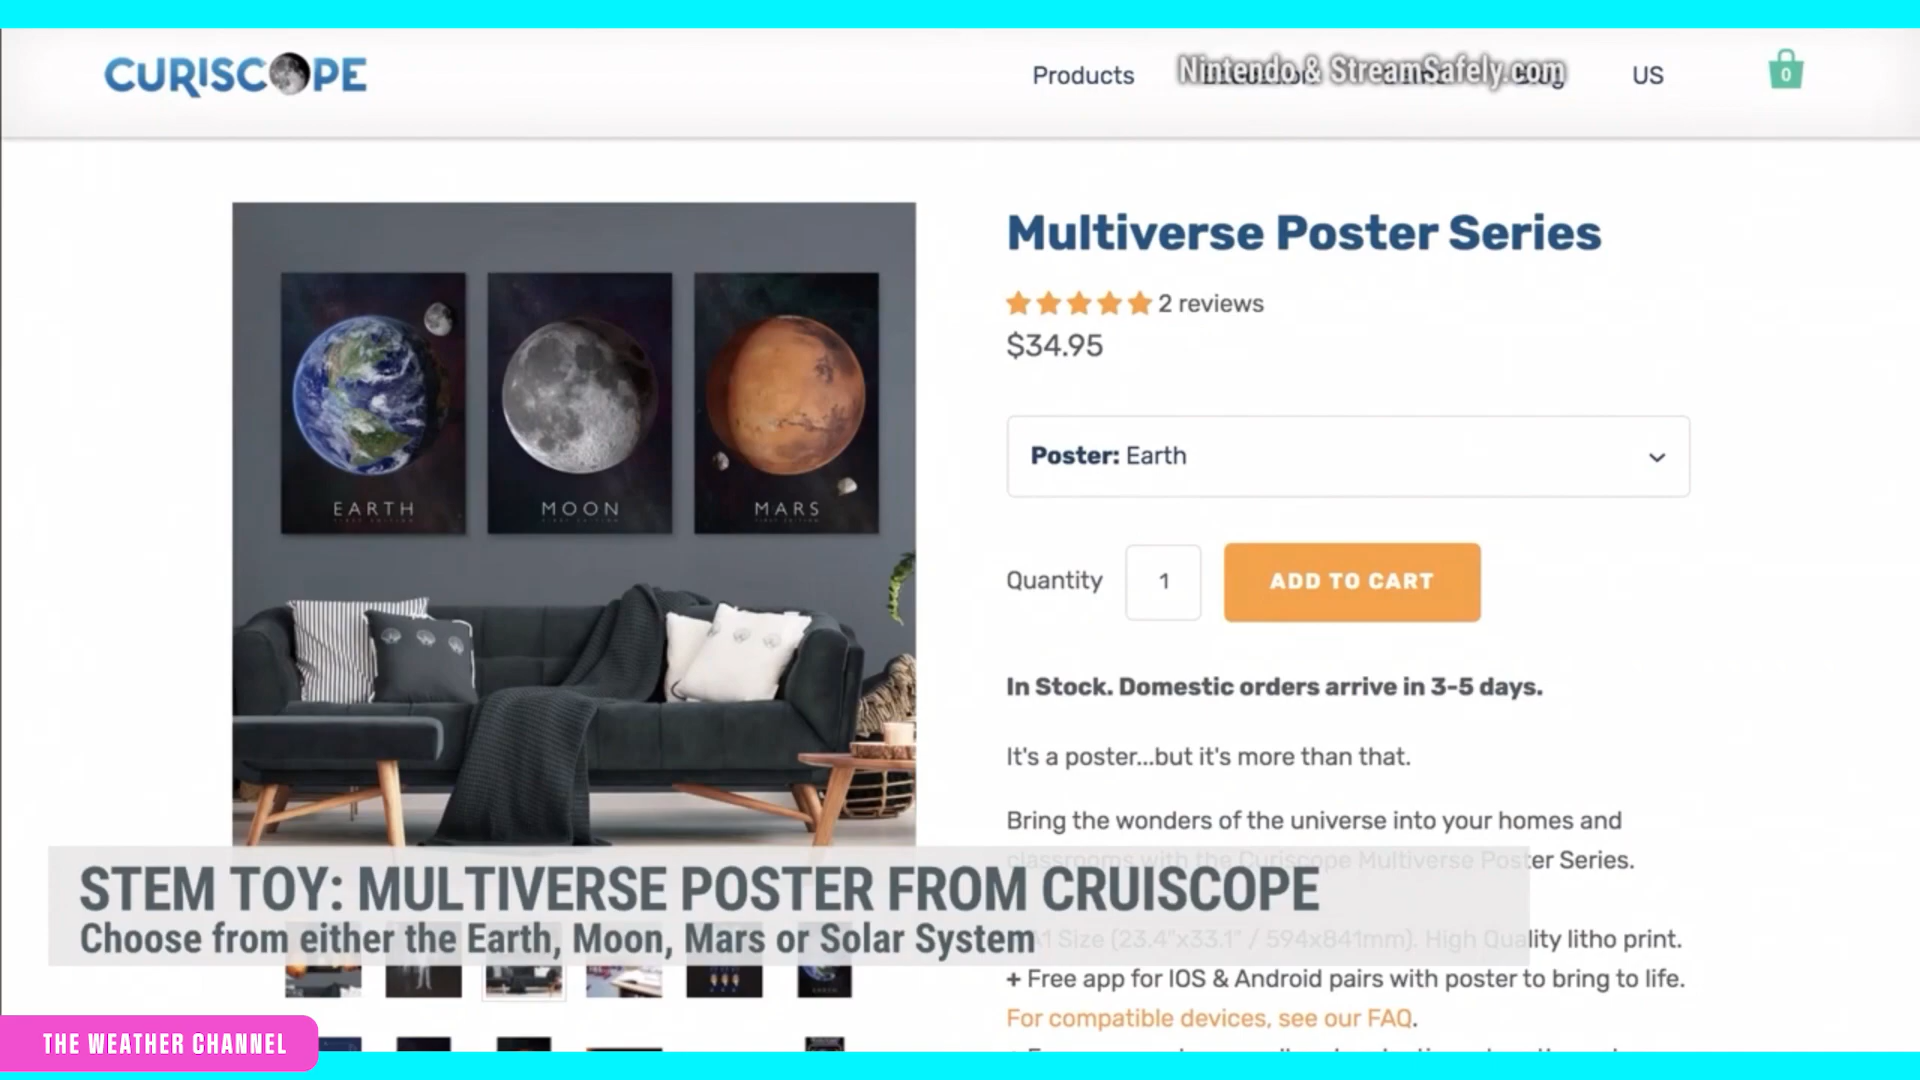 CURISCOPE
Products
Nintendo & StreamSafely.com
Blog
US
0
Multiverse Poster Series
2 reviews
$34.95
Poster: Earth
Quantity 1 ADD TO CART
EARTH
MOON
MARS
In Stock. Domestic orders arrive in 3-5 days.
It's a poster...but it's more than that.
Bring the wonders of the universe into your homes and
classrooms with the Curiscope Multiverse Poster Series.
A1 Size (23.4"x33.1" / 594x841mm). High Quality litho print.
+ Free app for IOS & Android pairs with poster to bring to life.
For compatible devices, see our FAQ.
STEM TOY: MULTIVERSE POSTER FROM CRUISCOPE
Choose from either the Earth, Moon, Mars or Solar System
THE WEATHER CHANNEL